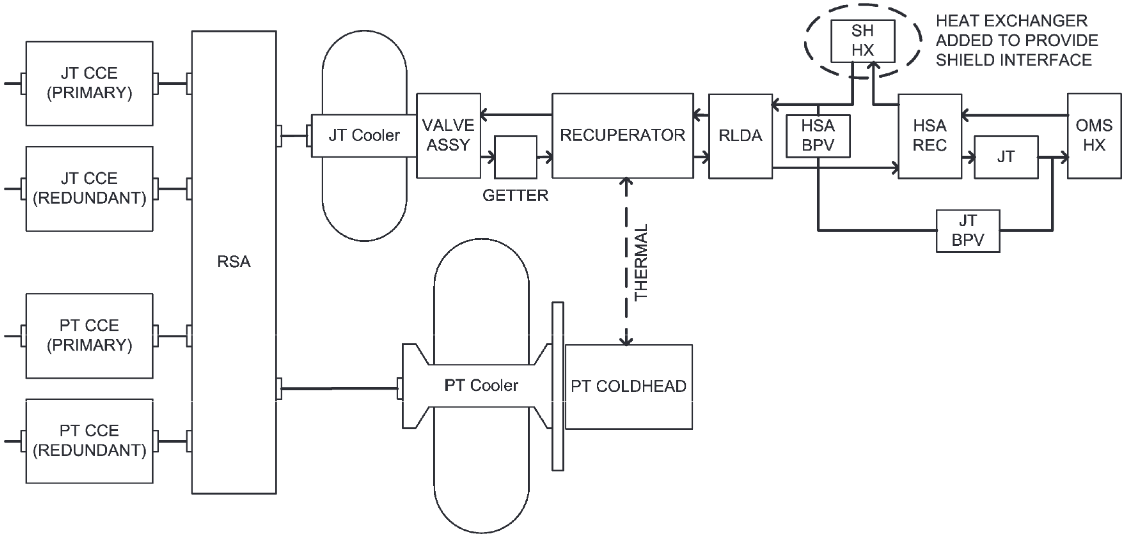 JT CCE
(PRIMARY)
JT CCE
(REDUNDANT)
PT CCE
(PRIMARY)
PT CCE
(REDUNDANT)
RSA
JT Cooler
VALVE
ASSY
GETTER
RECUPERATOR
RLDA
HSA
BPV
SH
HX
HEAT EXCHANGER
ADDED TO PROVIDE
SHIELD INTERFACE
HSA
REC
JT
OMS
HX
JT
BPV
THERMAL
PT Cooler
PT COLDHEAD